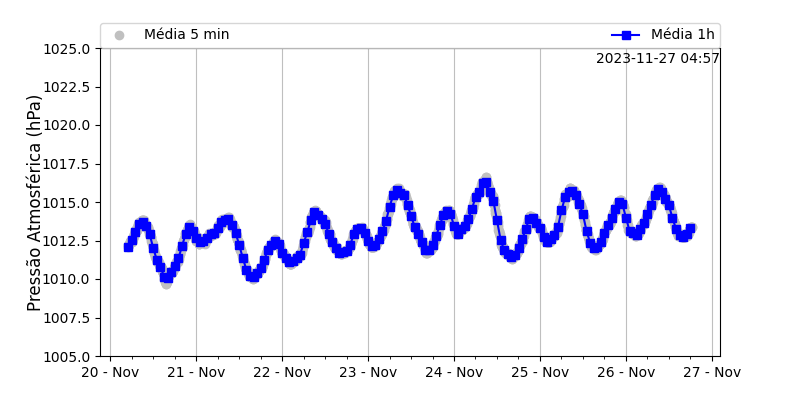 Média 5 min
Média 1h
2023-11-27 04:57
Pressão Atmosférica (hPa)
1025.0
1022.5
1020.0
1017.5
1015.0
1012.5
1010.0
1007.5
1005.0
20 - Nov
21 - Nov
22 - Nov
23 - Nov
24 - Nov
25 - Nov
26 - Nov
27 - Nov